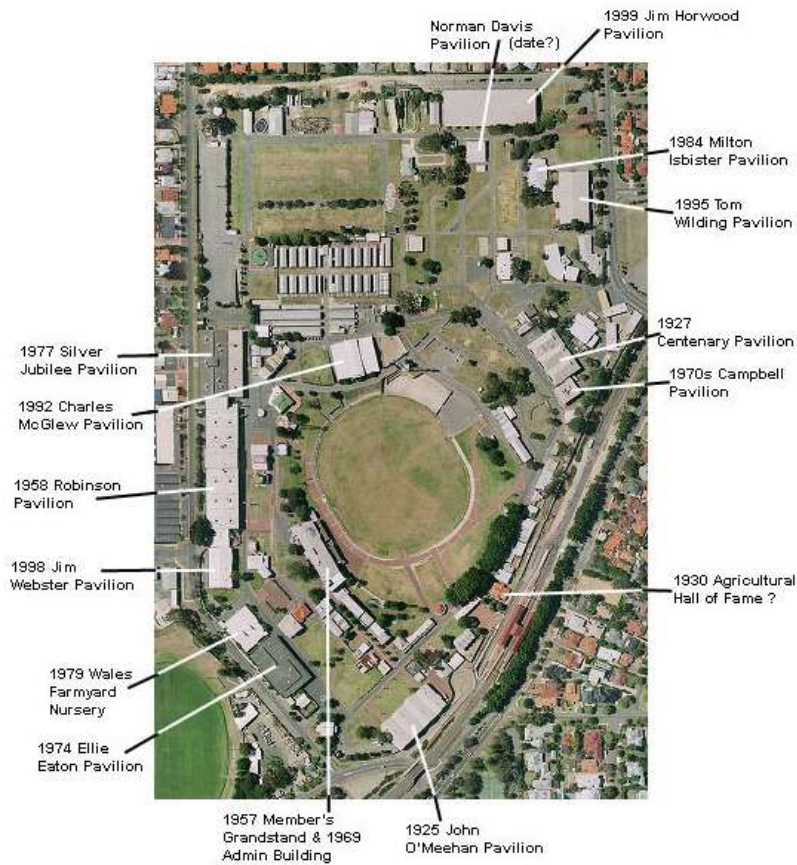 Norman Davis
Pavilion (date?)
1999 Jim Horwood
Pavilion
1984 Milton
Isbister Pavilion
1995 Tom
Wilding Pavilion
1927
Centenary Pavilion
1970s Campbell
Pavilion
1930 Agricultural
Hall of Fame ?
1925 John
O'Meehan Pavilion
1957 Member's
Grandstand & 1969
Admin Building
1974 Ellie
Eaton Pavilion
1979 Wales
Farmyard
Nursery
1998 Jim
Webster Pavilion
1958 Robinson
Pavilion
1992 Charles
McGlew Pavilion
1977 Silver
Jubilee Pavilion